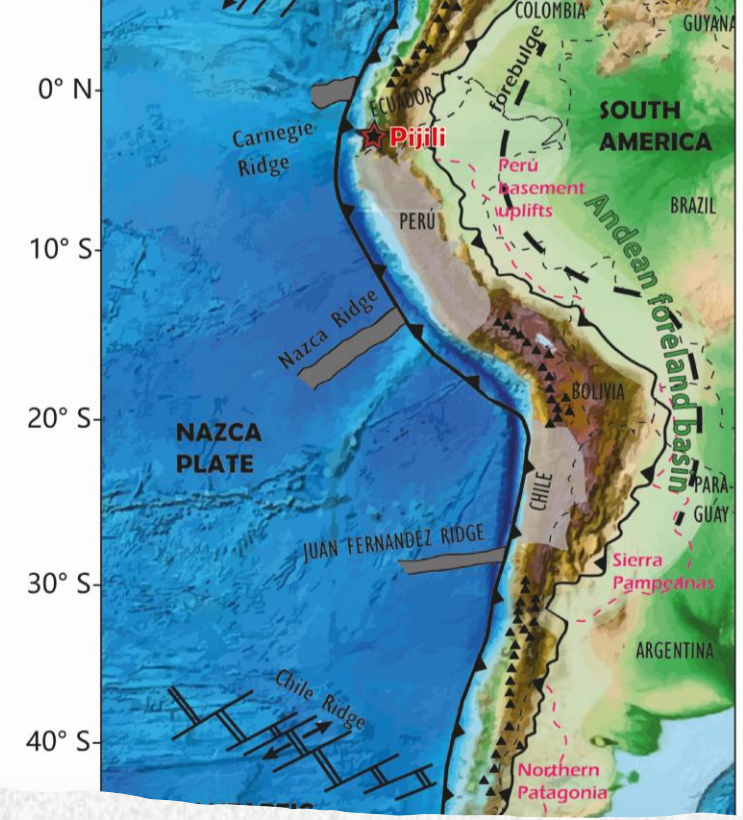 COLOMBIA
GUYANA
0° N
ECUADOR
forebulge
SOUTH
AMERICA
Carnegie
Ridge
Pijili
Perú
basement
uplifts
BRAZIL
PERÚ
10° S
Andean foreland basin
Nazca Ridge
BOLIVIA
20° S
NAZCA
PLATE
CHILE
PARA-
GUAY
JUAN FERNANDEZ RIDGE
30° S
Sierra
Pampeanas
ARGENTINA
Chile Ridge
40° S
Northern
Patagonia